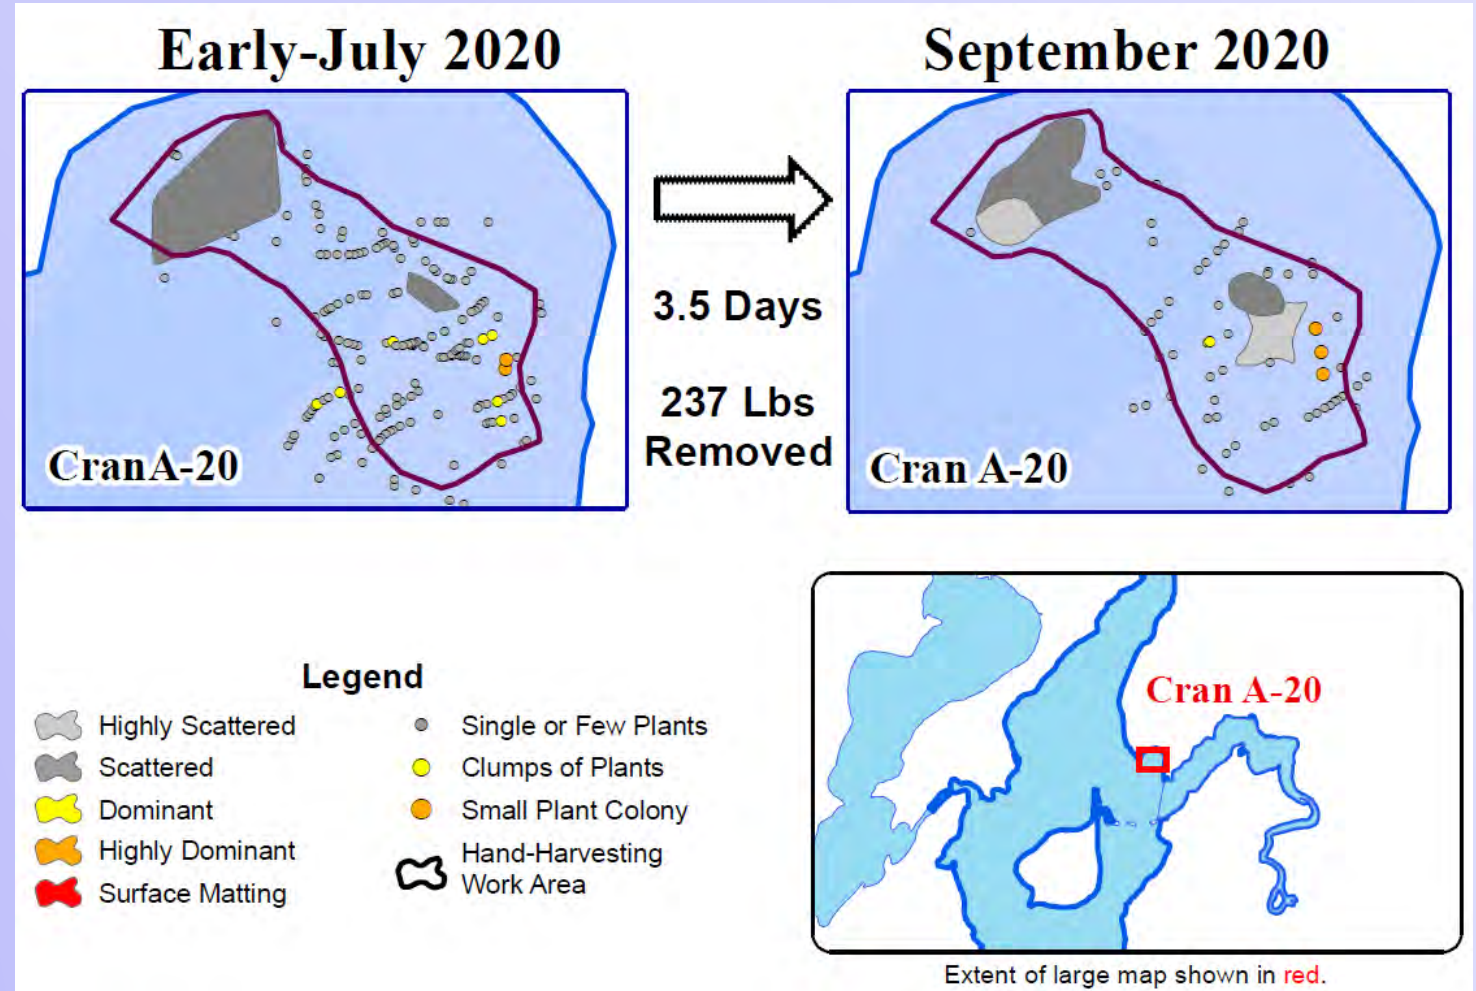 Early-July 2020
September 2020
CranA-20
3.5 Days
237 Lbs
Removed
Cran A-20
Legend
Highly Scattered
Scattered
Dominant
Highly Dominant
Surface Matting
Single or Few Plants
Clumps of Plants
Small Plant Colony
Hand-Harvesting
Work Area
Cran A-20
Extent of large map shown in red.